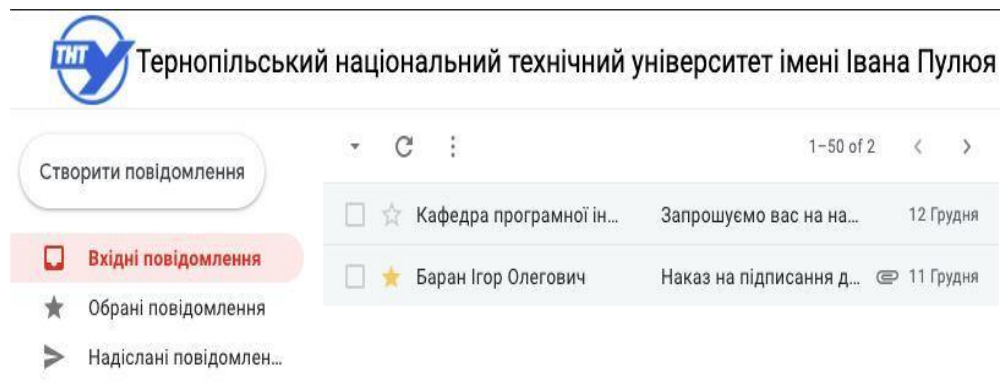 ТНТ
Тернопільський національний технічний університет імені Івана Пулюя
Створити повідомлення
1–50 of 2
Кафедра програмної ін... Запрошуємо вас на на... 12 Грудня
Вхідні повідомлення
Баран Ігор Олегович Наказ на підписання д... 11 Грудня
Обрані повідомлення
Надіслані повідомлен...